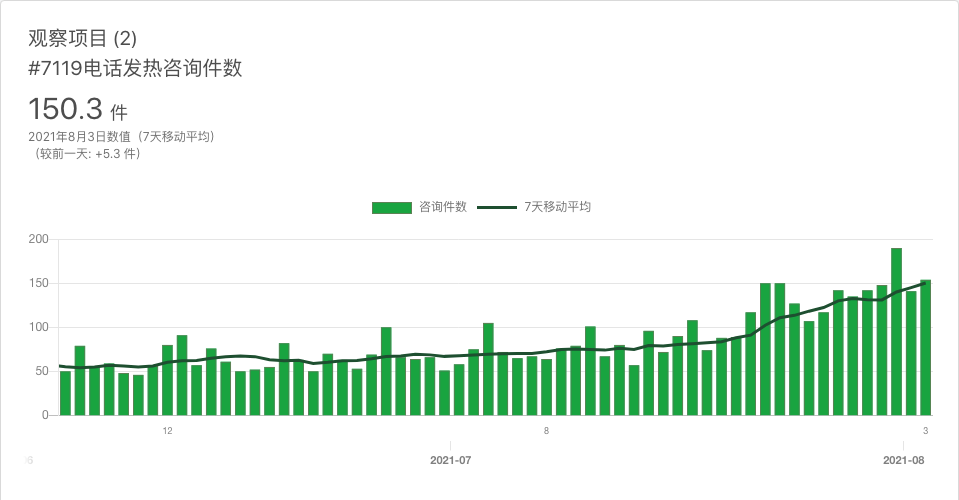 观察项目 (2)
#7119电话发热咨询件数
150.3 件
2021年8月3日数值（7天移动平均）
（较前一天: +5.3 件）
咨询件数 7天移动平均
200
150
100
50
0
12 8 3
6 2021-07 2021-08